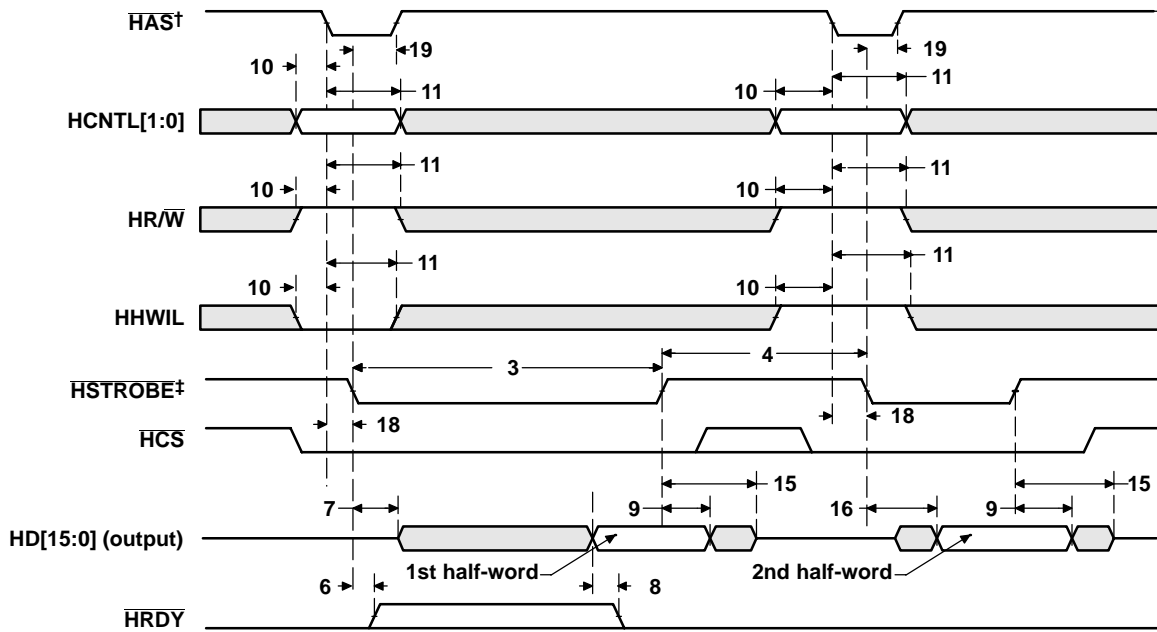 HAS†
19 19
10 11 10 11
HCNTL[1:0]
11 11
10 10
HR/W
11 11
10 10
HHWIL
3 4
HSTROBE‡
18 18
HCS
15 15
7 9 16 9
HD[15:0] (output)
1st half-word 2nd half-word
6 8
HRDY